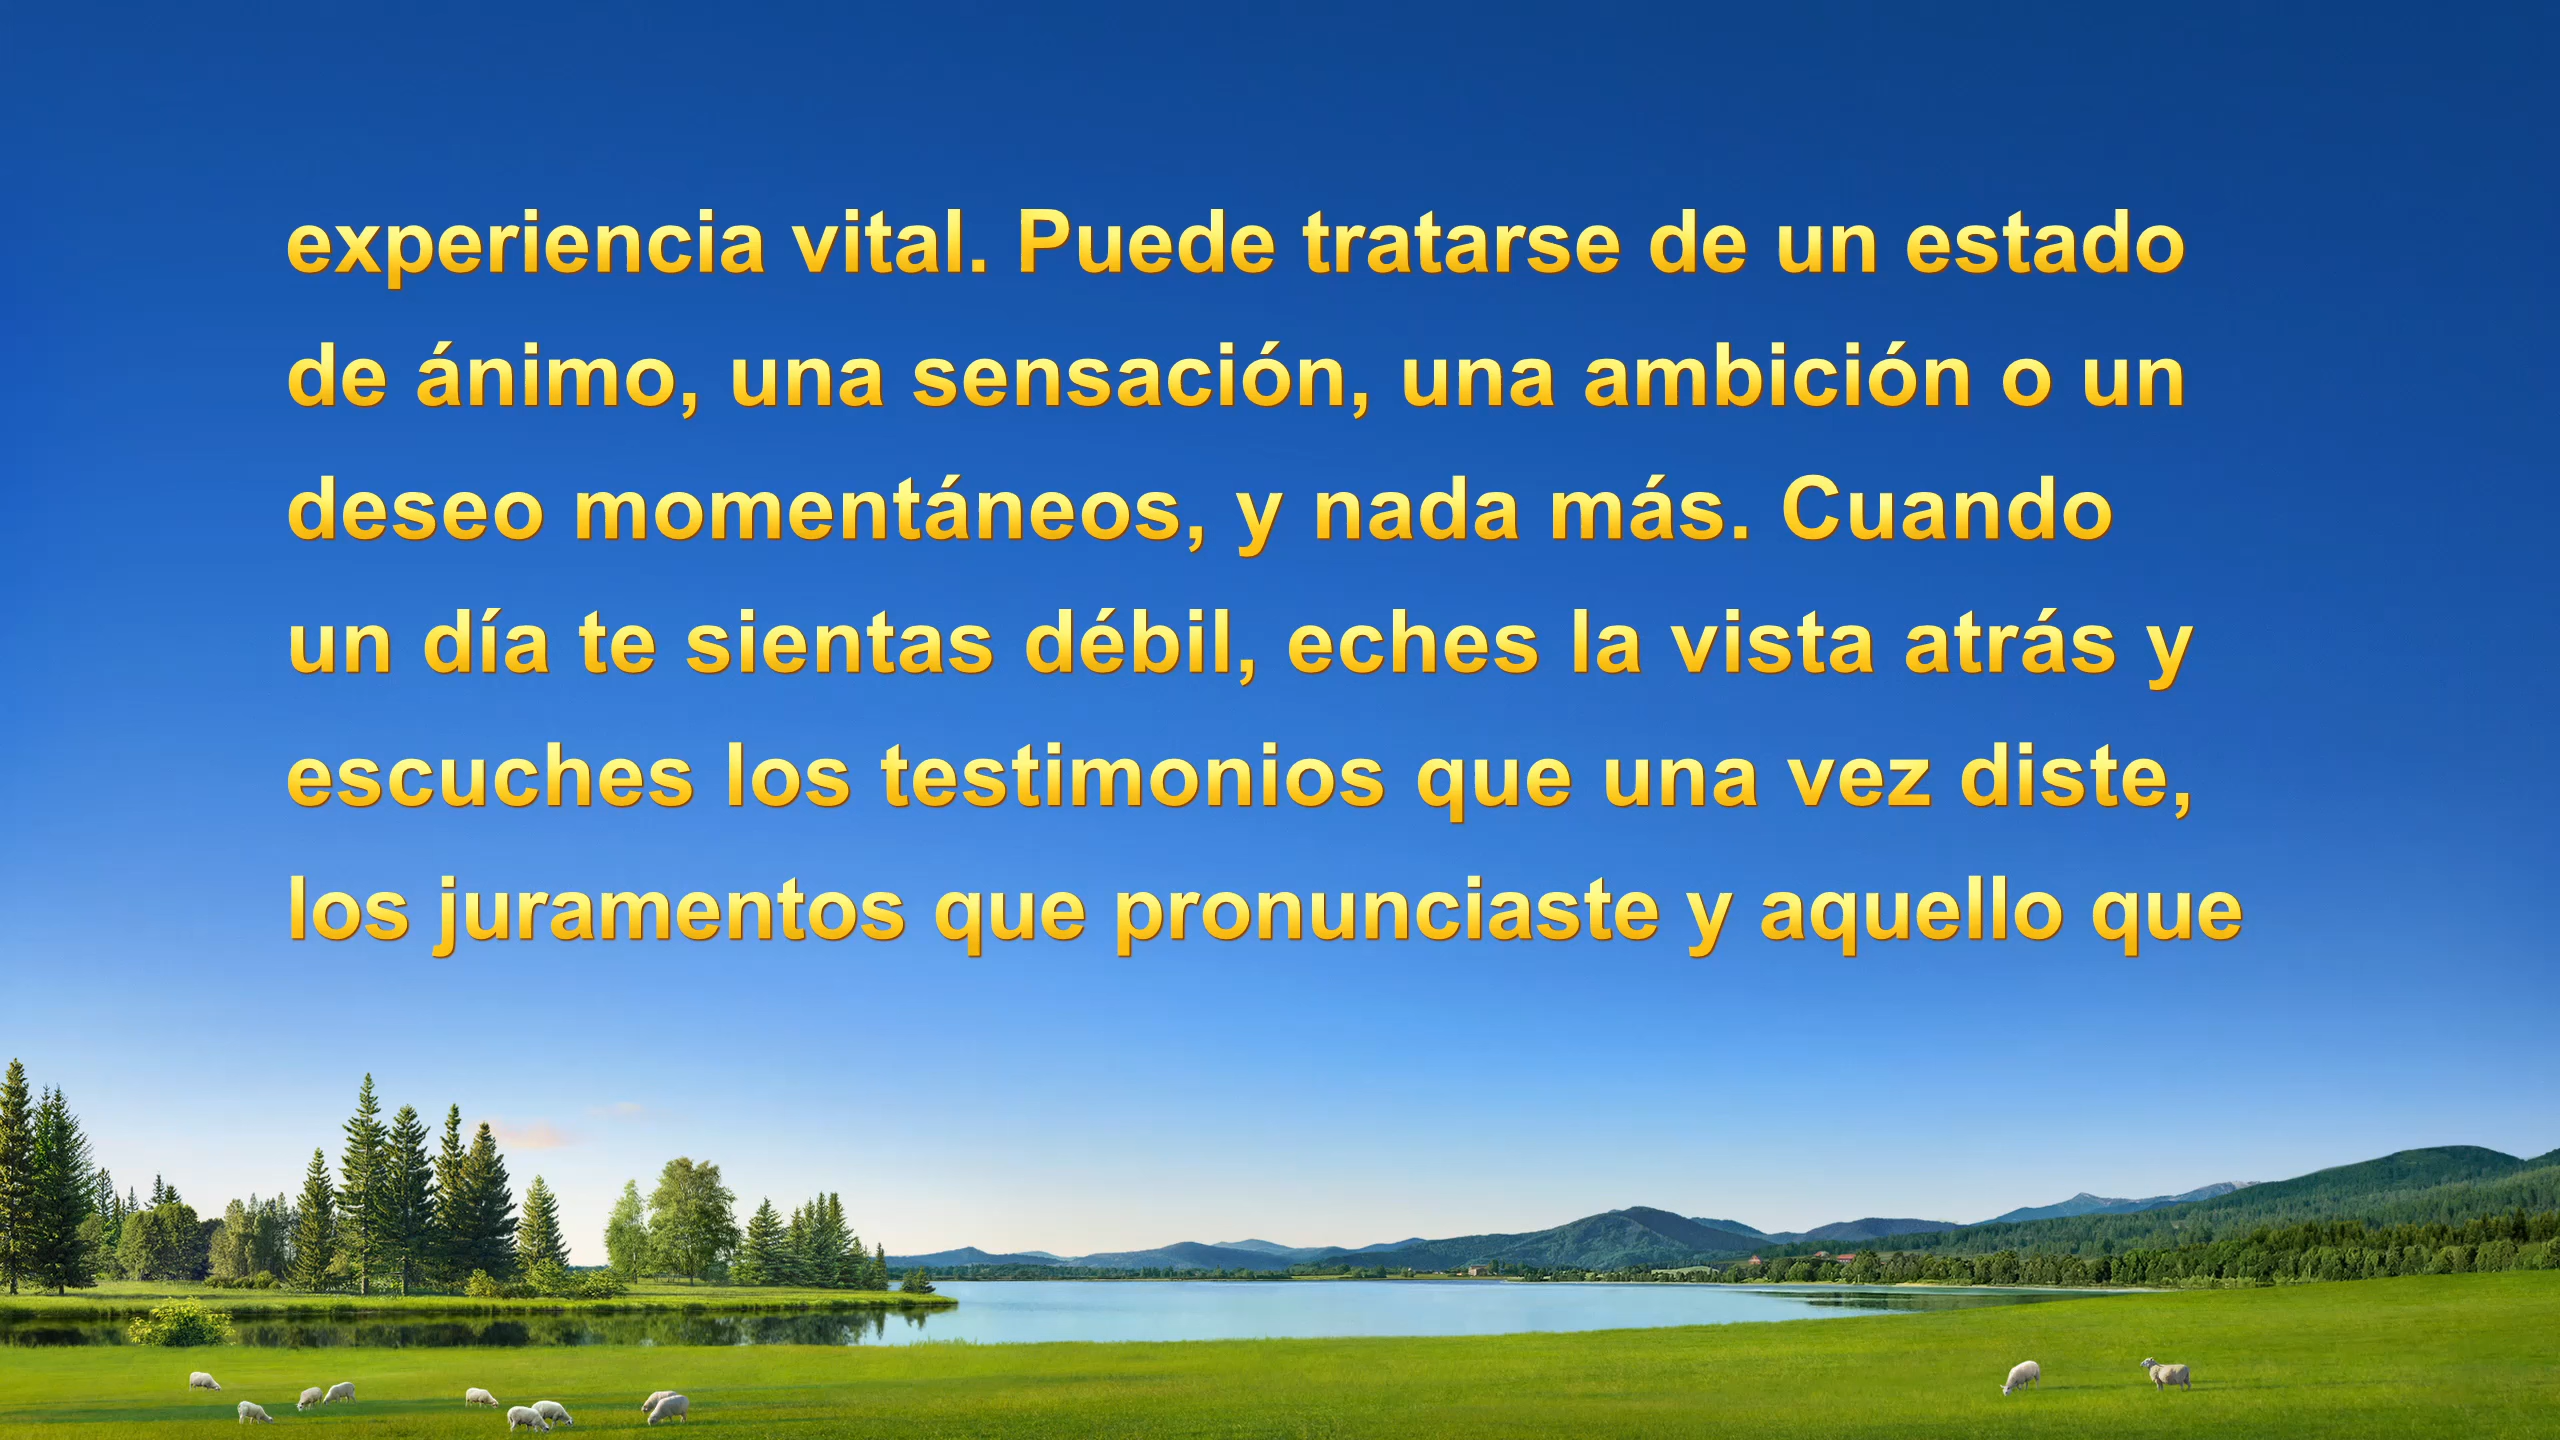 experiencia vital. Puede tratarse de un estado
de ánimo, una sensación, una ambición o un
deseo momentáneos, y nada más. Cuando
un día te sientas débil, eches la vista atrás y
escuches los testimonios que una vez diste,
los juramentos que pronunciaste y aquello que